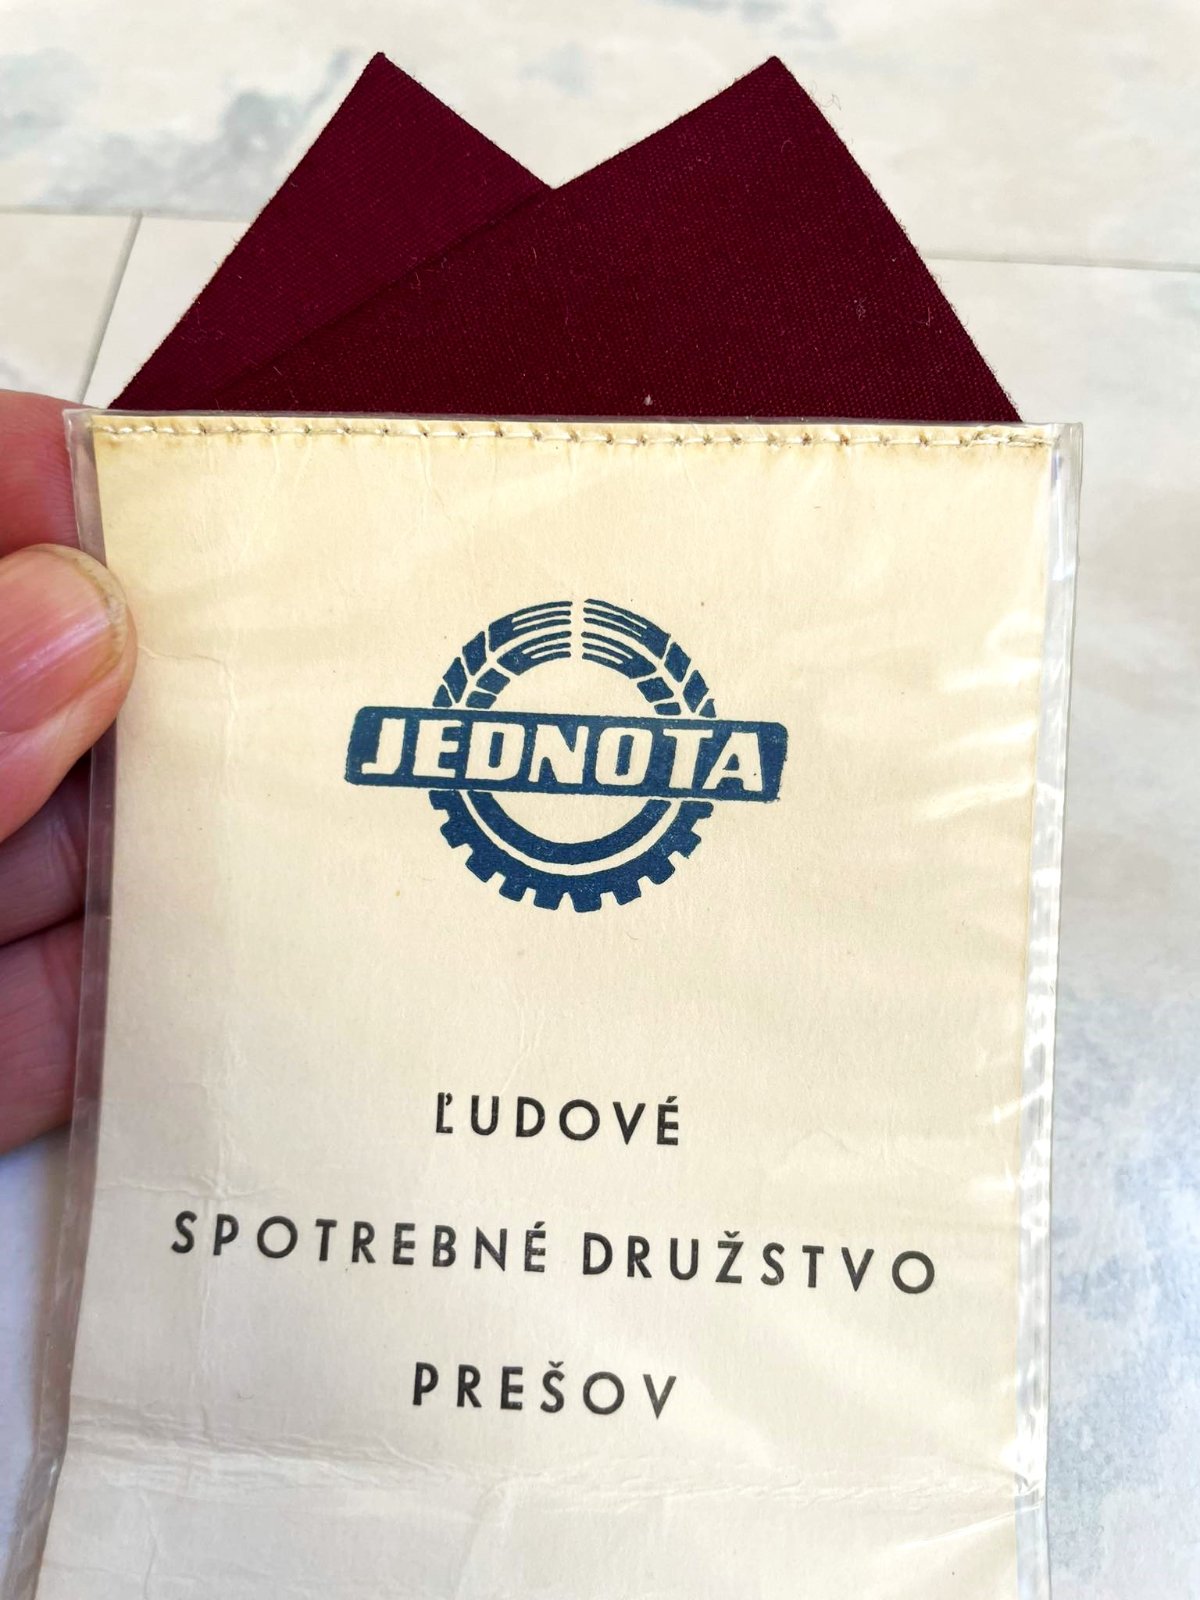 JEDNOTA
ĽUDOVÉ
SPOTREBNÉ DRUŽSTVO
PREŠOV